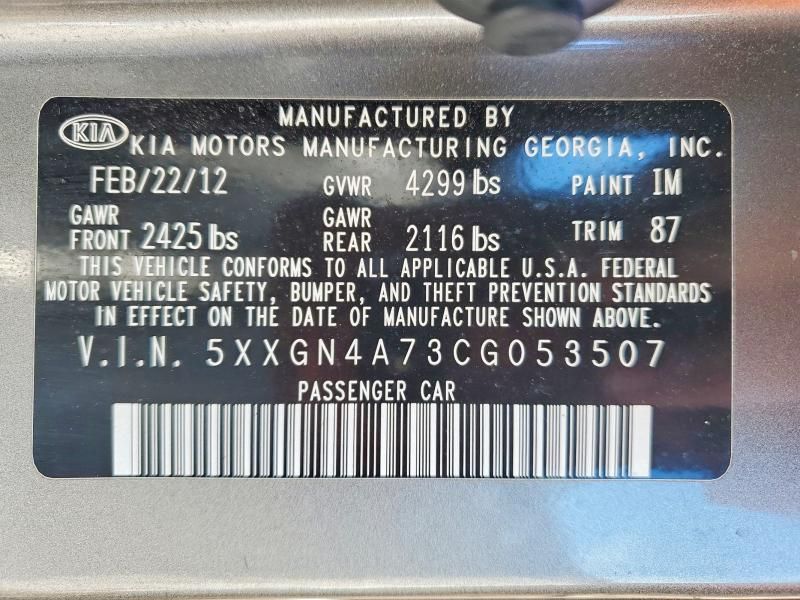 MANUFACTURED BY
KIA KIA MOTORS MANUFACTURING GEORGIA, INC.
FEB/22/12 GVWR 4299 lbs PAINT IM
GAWR FRONT 2425 lbs GAWR REAR 2116 lbs TRIM 87
THIS VEHICLE CONFORMS TO ALL APPLICABLE U.S.A. FEDERAL
MOTOR VEHICLE SAFETY, BUMPER, AND THEFT PREVENTION STANDARDS
IN EFFECT ON THE DATE OF MANUFACTURE SHOWN ABOVE.
V.I.N. 5XXGN4A73CG053507
PASSENGER CAR